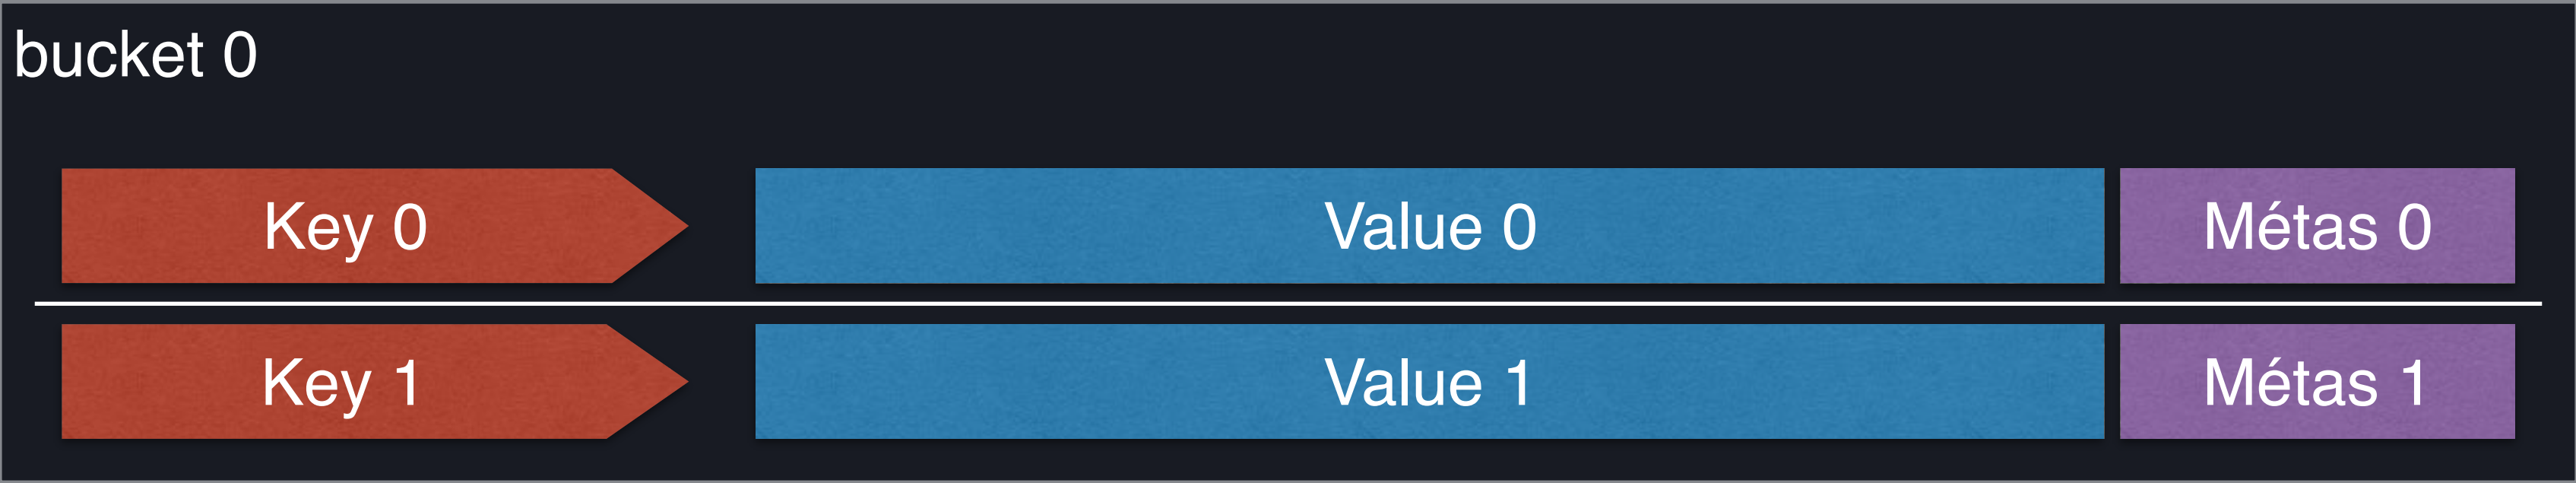 bucket 0
Key 0 Value 0 Métas 0
Key 1 Value 1 Métas 1